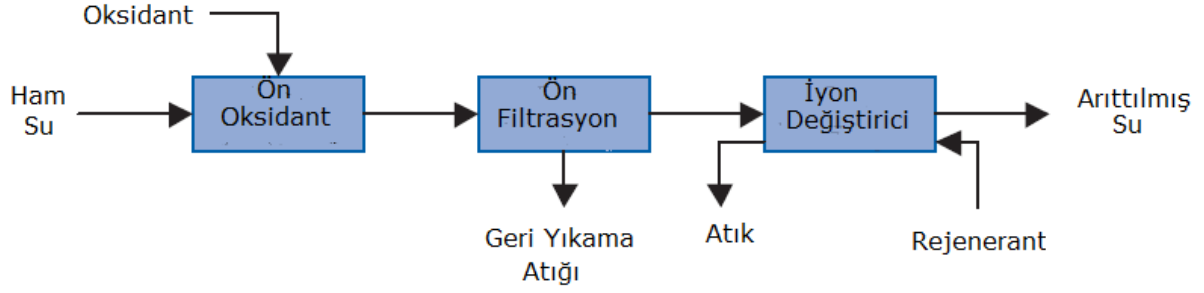 Oksidant
Ham
Su
Ön
Oksidant
Ön
Filtrasyon
İyon
Değiştirici
Arıttılmış
Su
Geri Yıkama
Atığı
Atık
Rejenerant